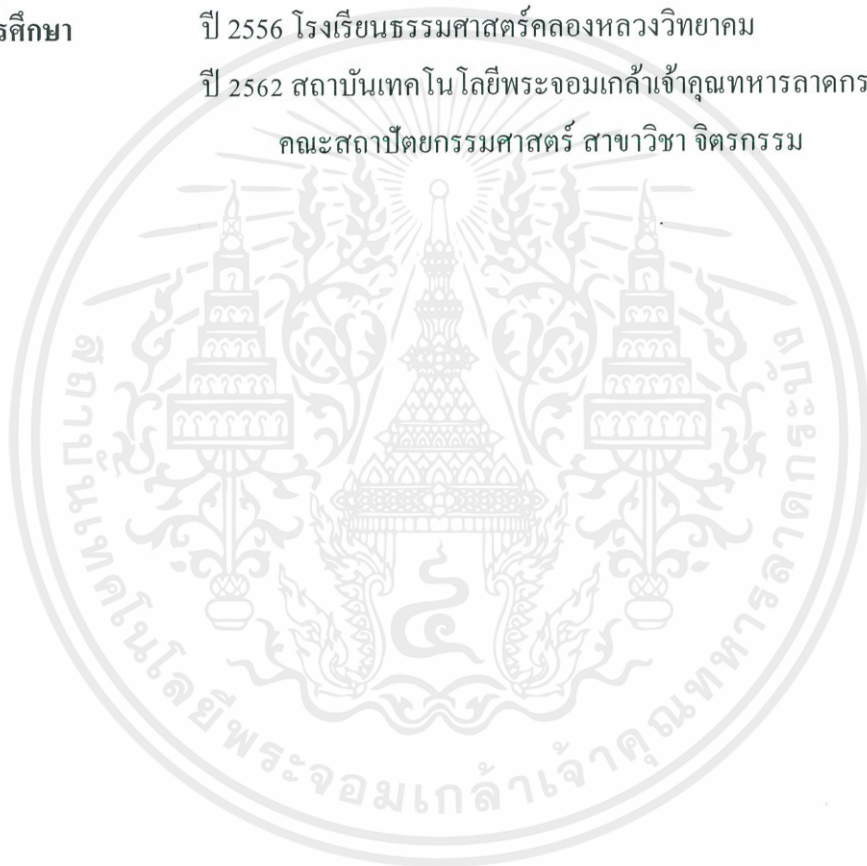 รศึกษา ปี 2556 โรงเรียนธรรมศาสตร์คลองหลวงวิทยาคม
ปี 2562 สถาบันเทคโนโลยีพระจอมเกล้าเจ้าคุณทหารลาดกร
คณะสถาปัตยกรรมศาสตร์ สาขาวิชา จิตรกรรม
สถาบันเทคโนโลยีพระจอมเกล้าเจ้าคุณทหารลาดกระบัง
๔